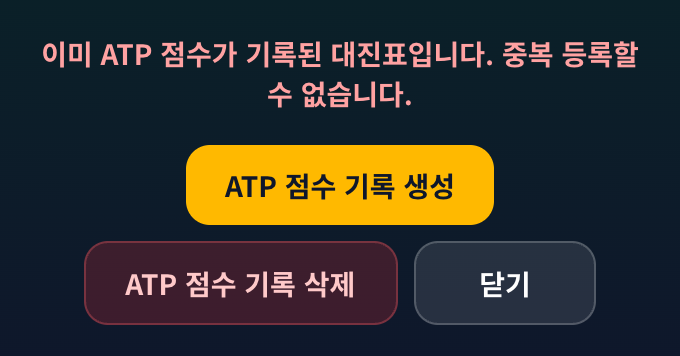 이미 ATP 점수가 기록된 대진표입니다. 중복 등록할
수 없습니다.
ATP 점수 기록 생성
ATP 점수 기록 삭제
닫기